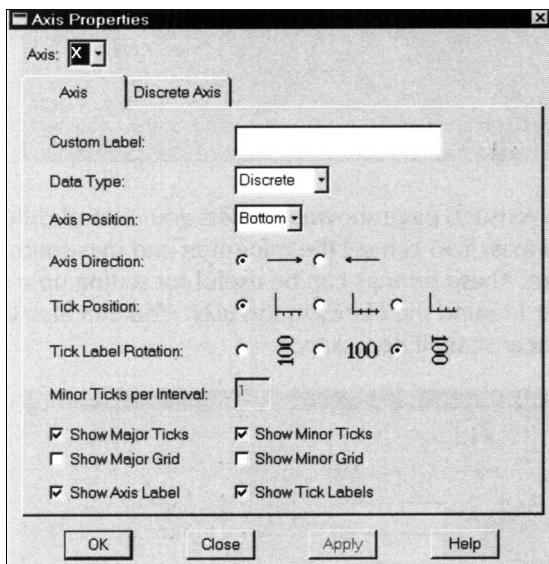 Axis Properties
Axis: X
Axis Discrete Axis
Custom Label:
Data Type: Discrete
Axis Position: Bottom
Axis Direction:
Tick Position:
Tick Label Rotation: 100 100 100
Minor Ticks per Interval: 1
Show Major Ticks Show Minor Ticks
Show Major Grid Show Minor Grid
Show Axis Label Show Tick Labels
OK Close Apply Help